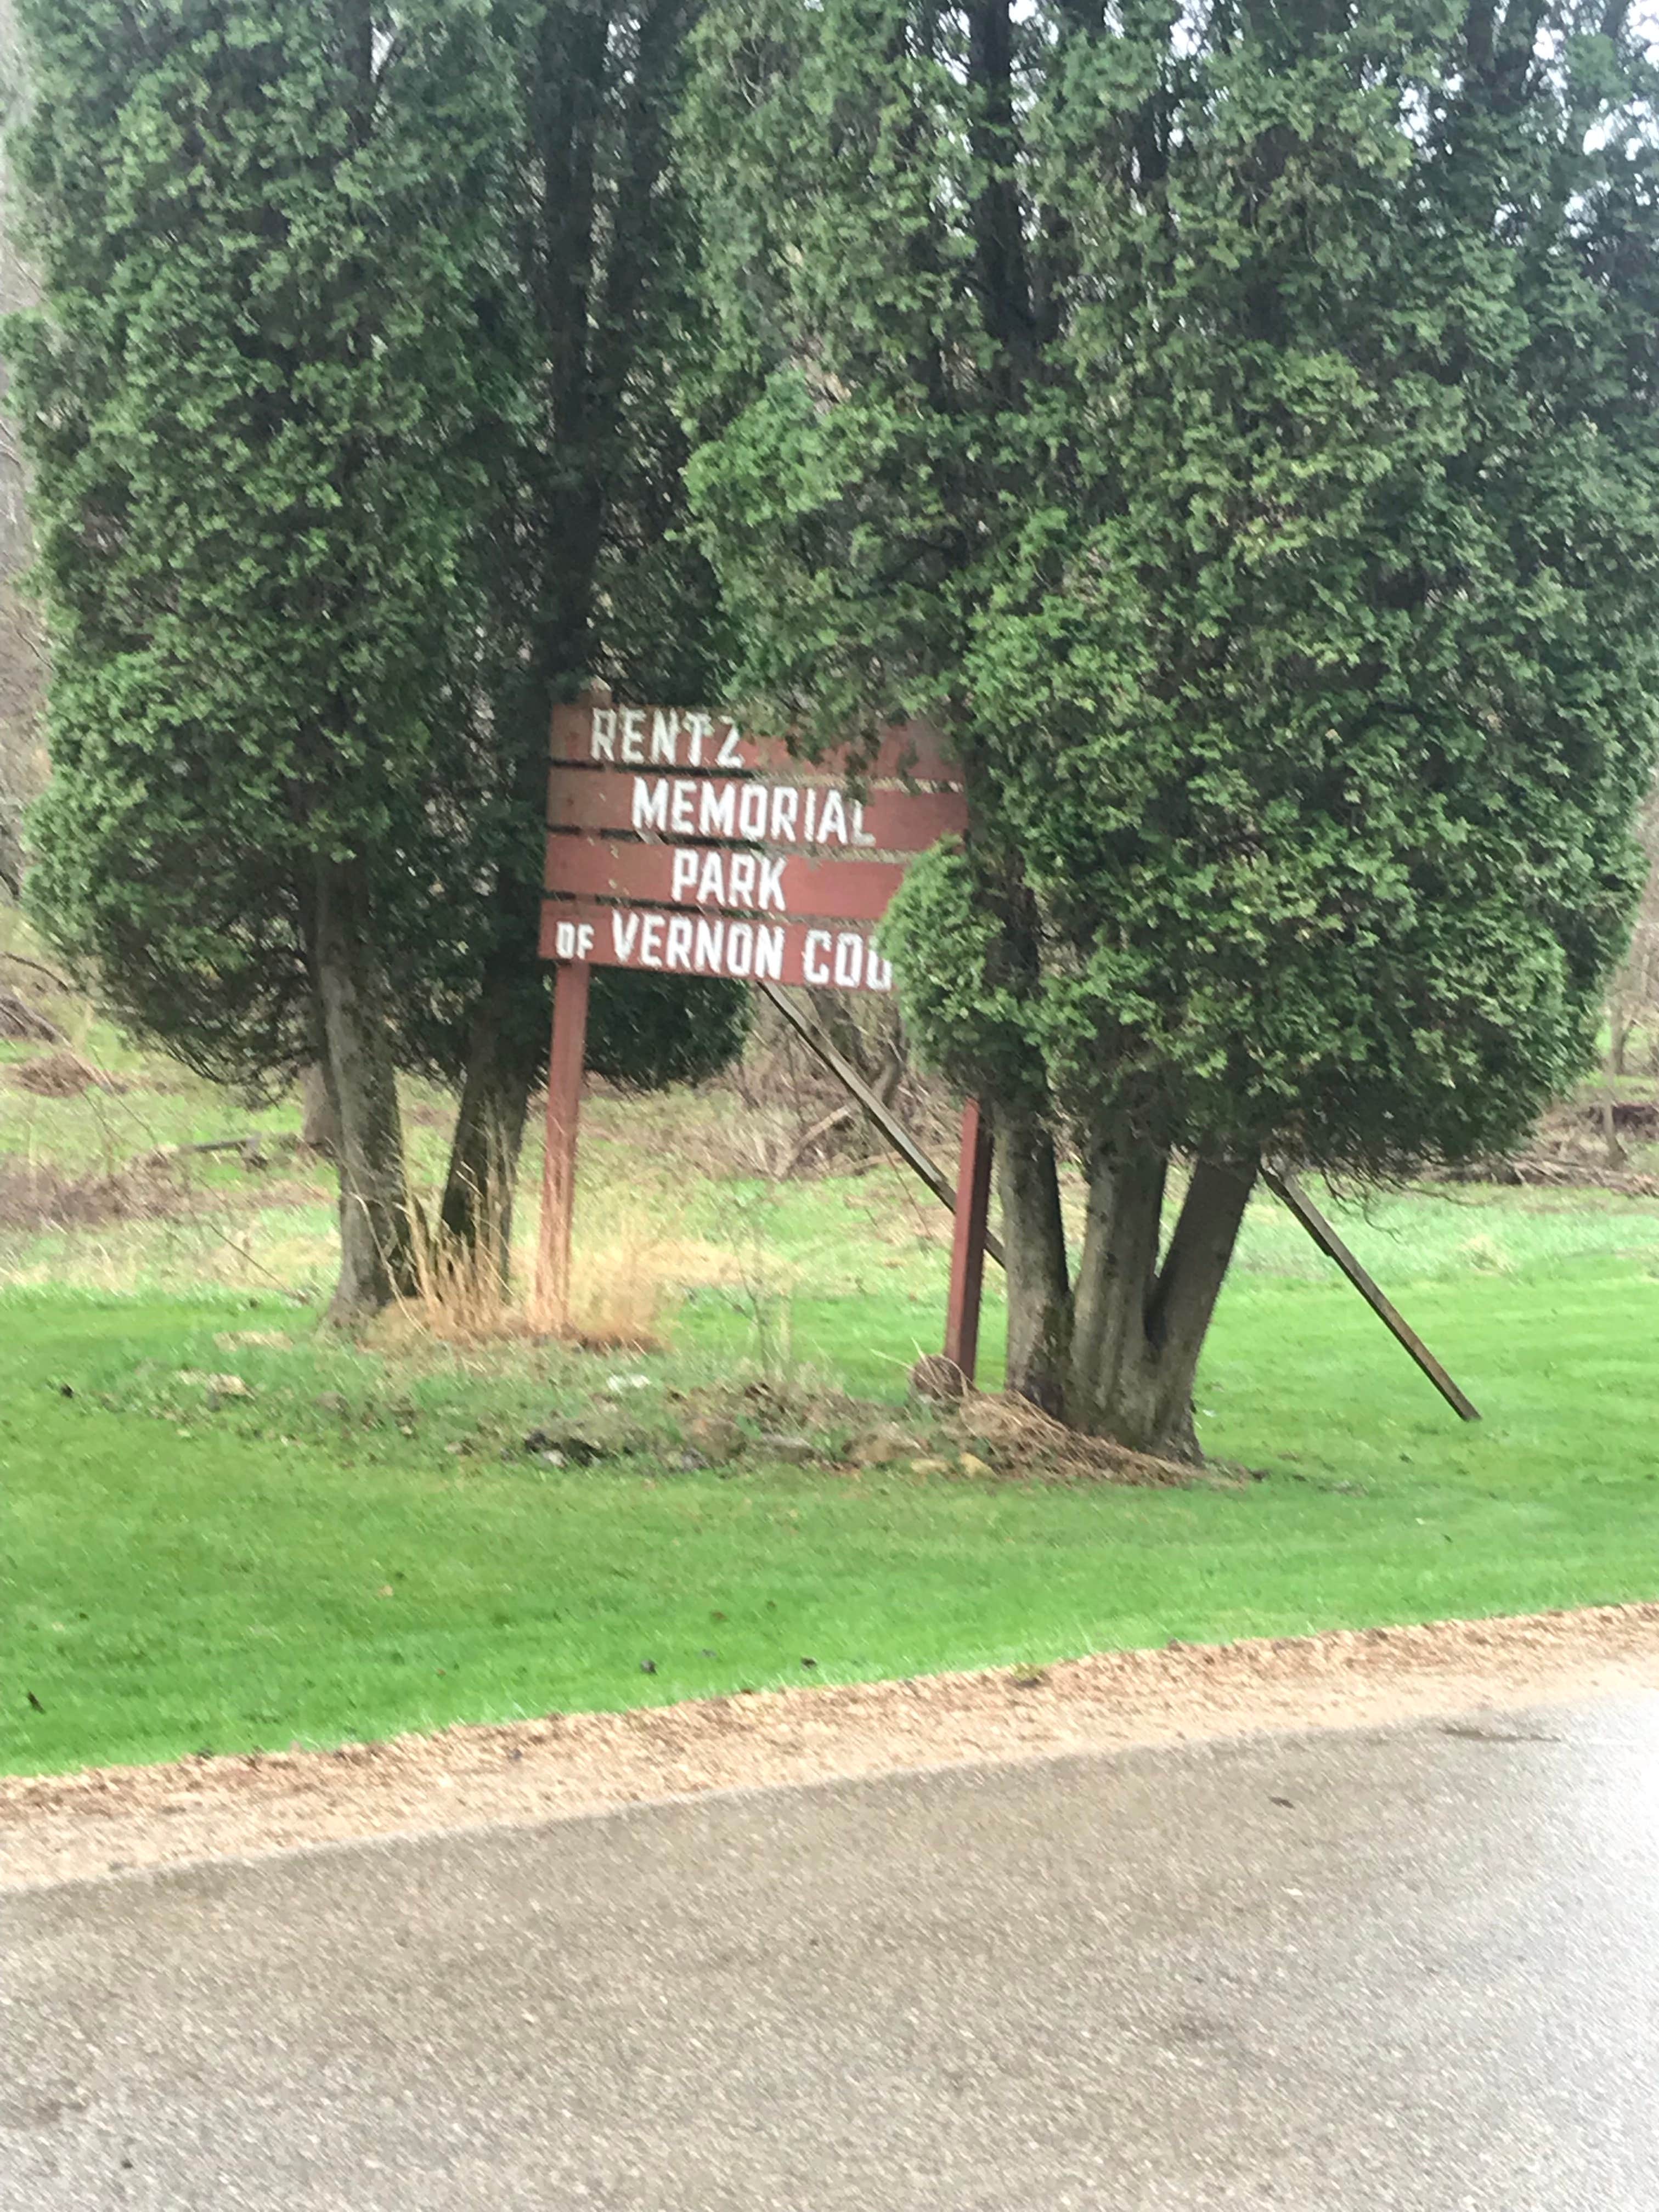 RENTZ
MEMORIAL
PARK
OF VERNON COU